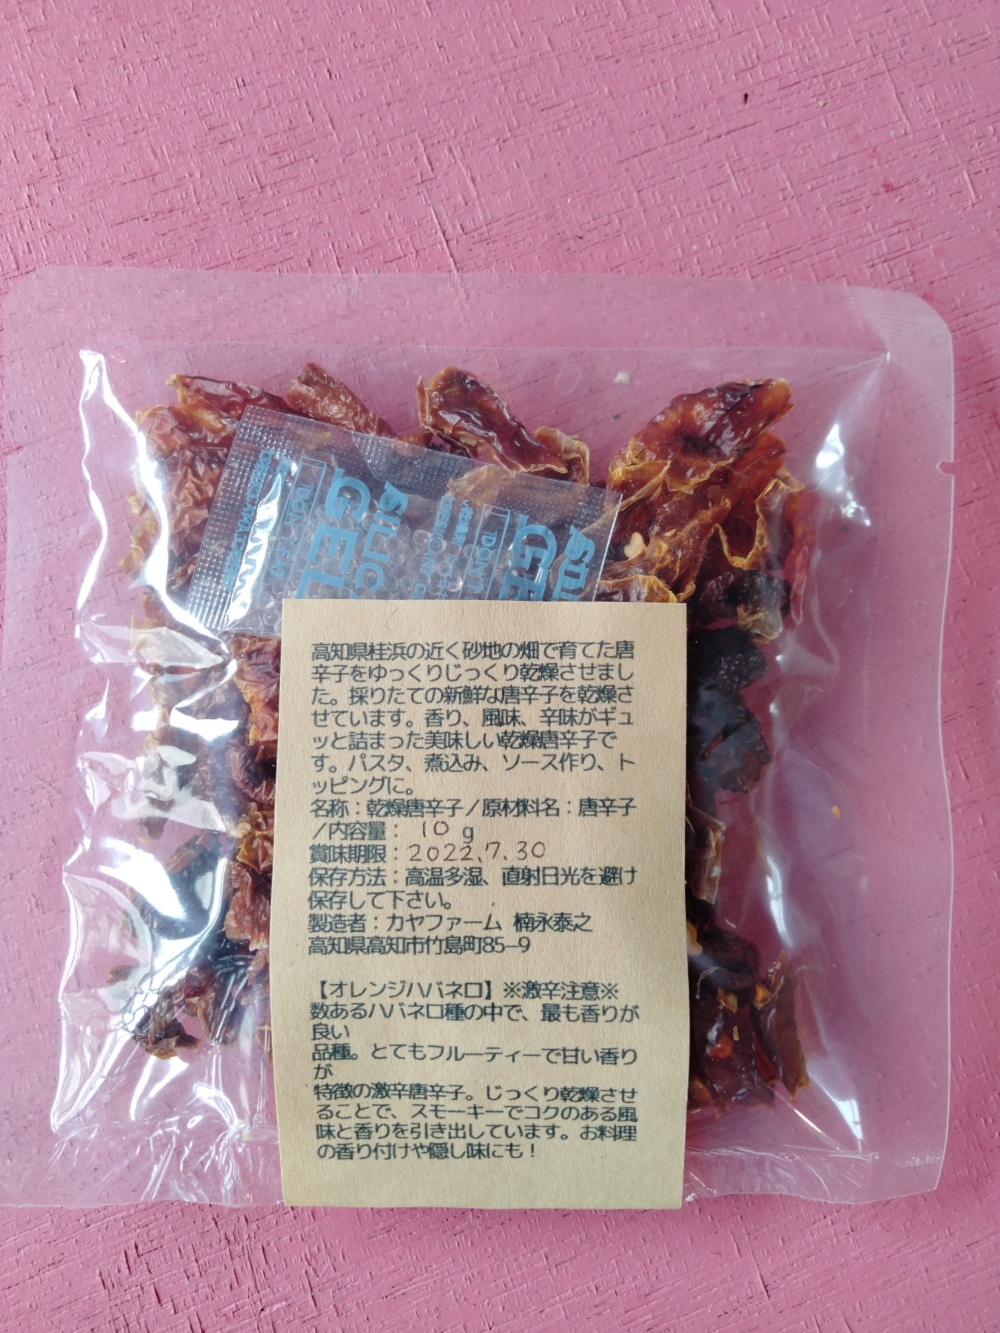 SILICA
GEL
SILI
GE
高知県桂浜の近く砂地の畑で育てた唐
辛子をゆっくりじっくり乾燥させまし
た。採りたての新鮮な唐辛子を乾燥さ
せています。香り、風味、辛味がギュ
ッと詰まった美味しい乾燥唐辛子で
す。パスタ、煮込み、ソース作り、ト
ッピングに。
名称：乾燥唐辛子／原材料名：唐辛子
／内容量： 10 g
賞味期限：2022.7.30
保存方法：高温多湿、直射日光を避け
保存して下さい。
製造者：カヤファーム 楠永泰之
高知県高知市竹島町85−9
【オレンジハバネロ】※激辛注意※
数あるハバネロ種の中で、最も香りが
良い
品種。とてもフルーティーで甘い香り
が
特徴の激辛唐辛子。じっくり乾燥させ
ることで、スモーキーでコクのある風
味と香りを引き出しています。お料理
の香り付けや隠し味にも！